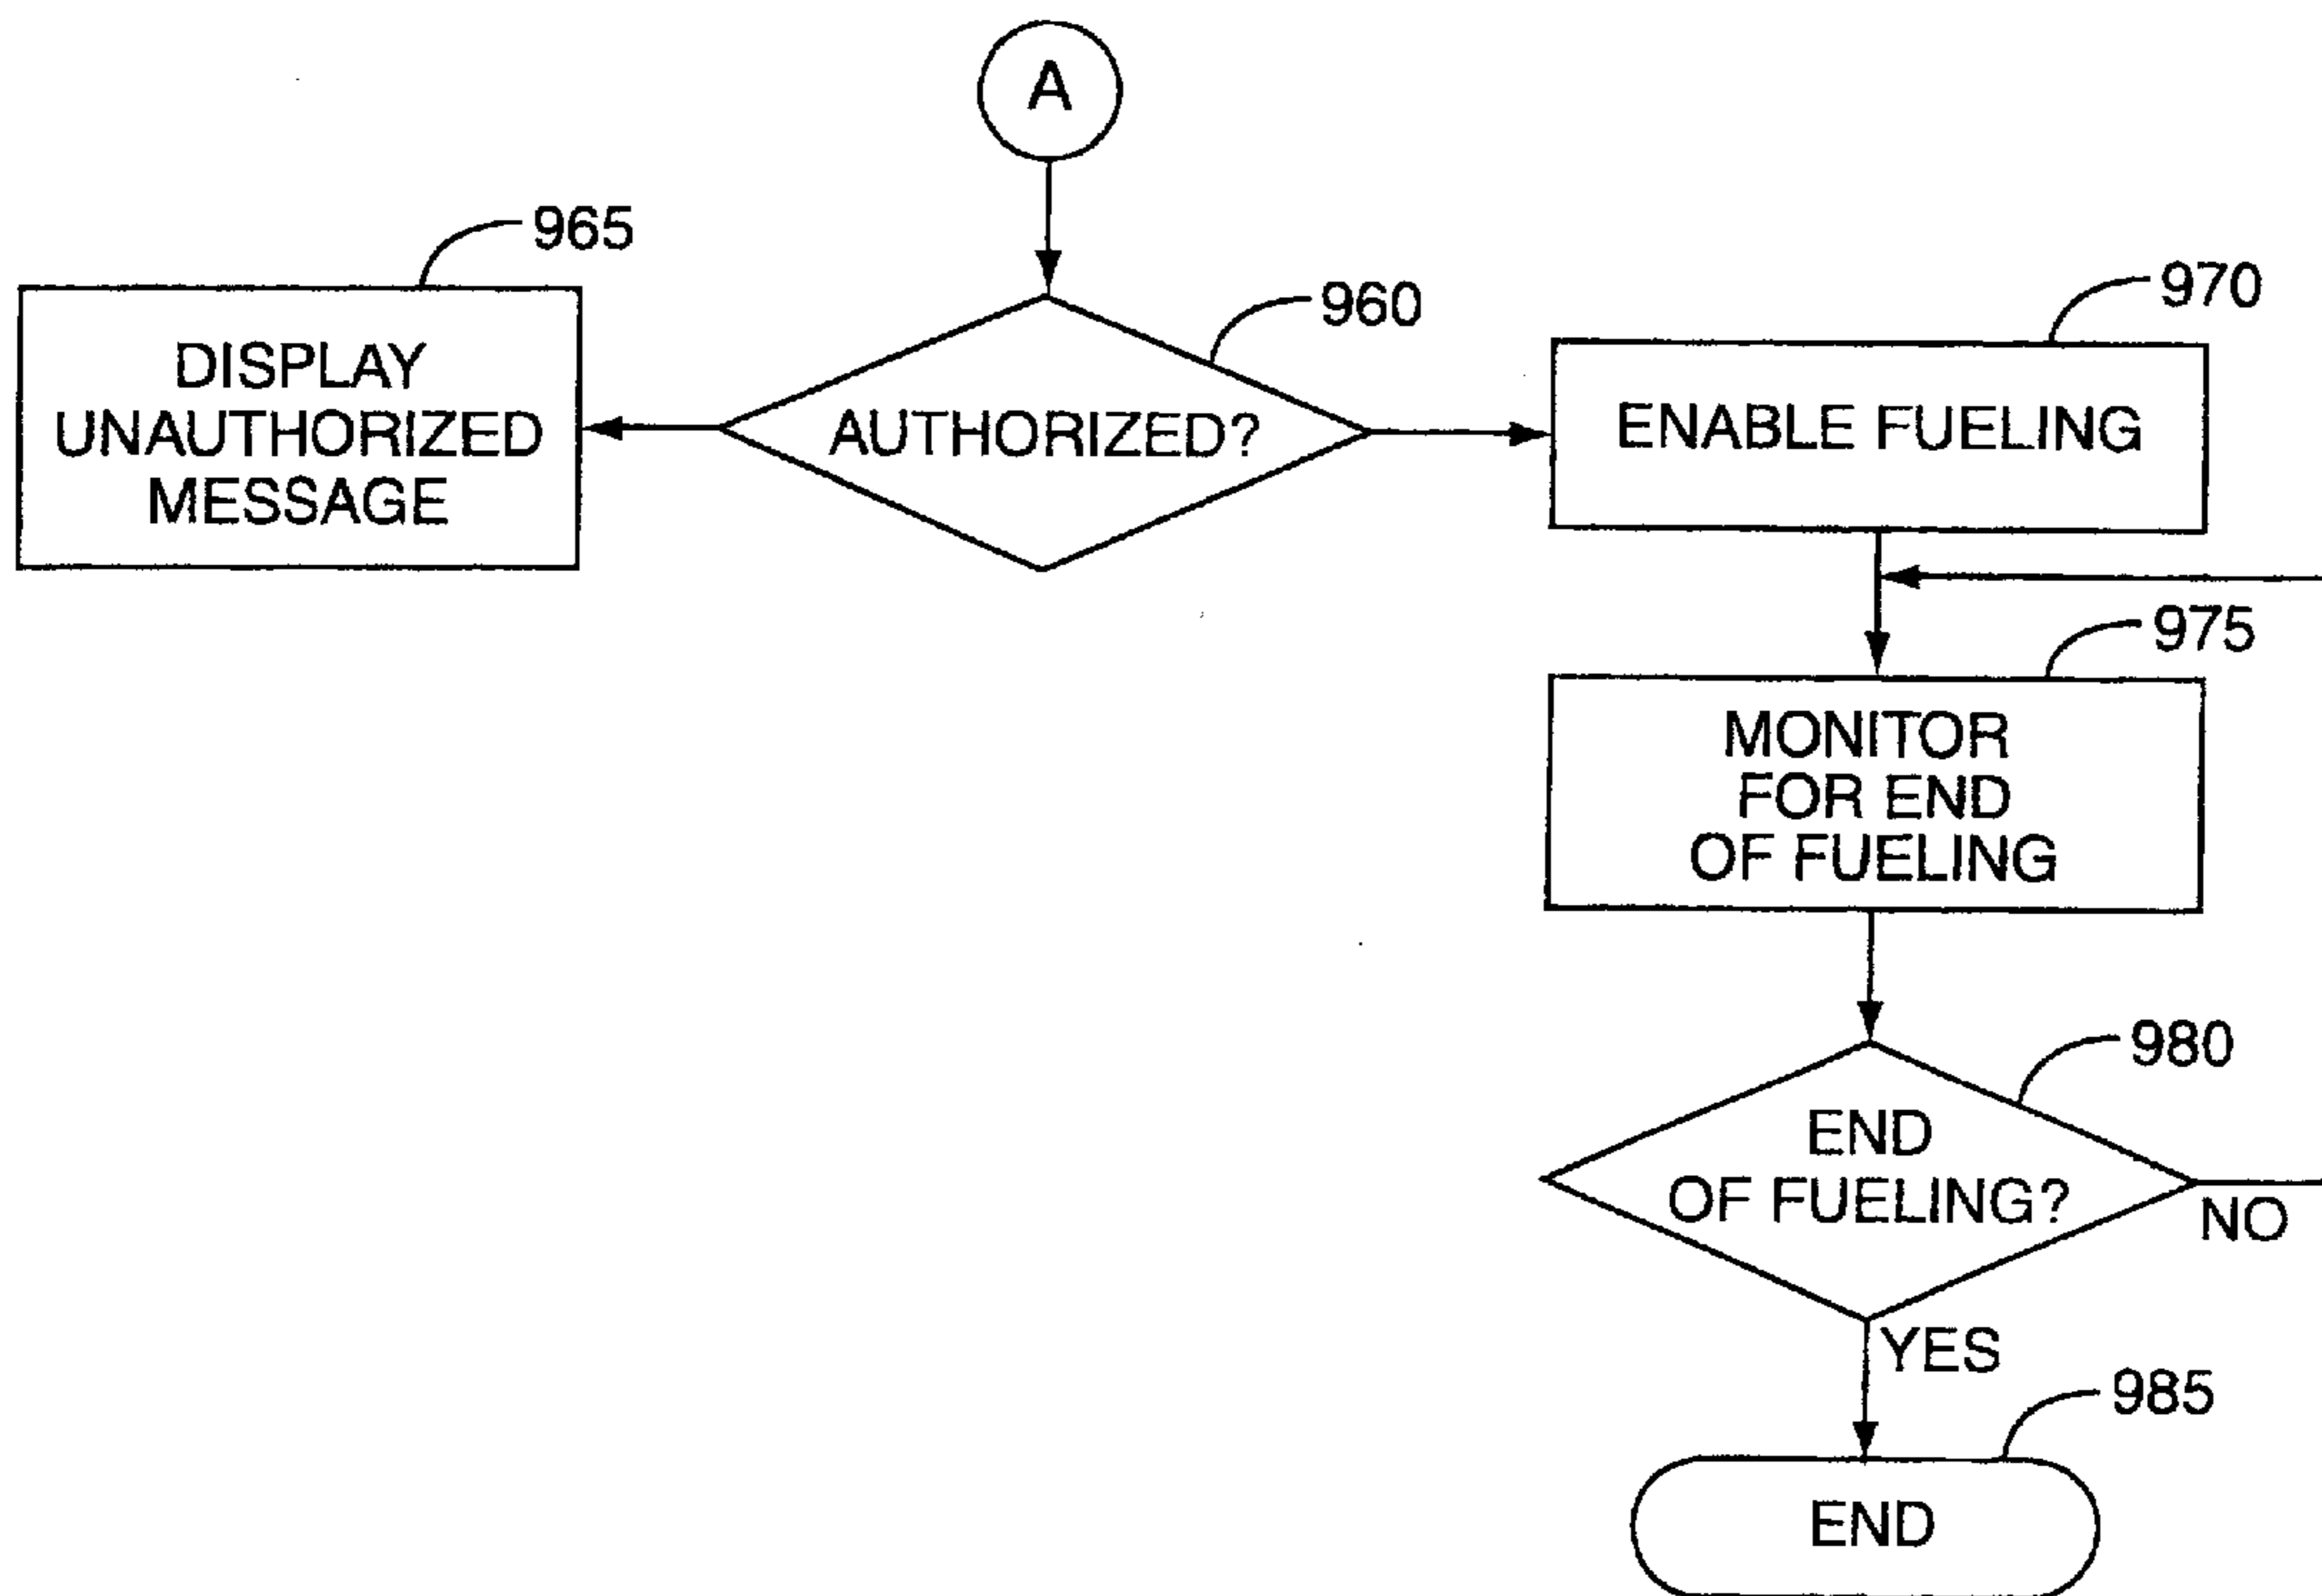 A
965
960
970
DISPLAY
UNAUTHORIZED
MESSAGE
AUTHORIZED?
ENABLE FUELING
975
MONITOR
FOR END
OF FUELING
980
END
OF FUELING?
NO
YES
985
END